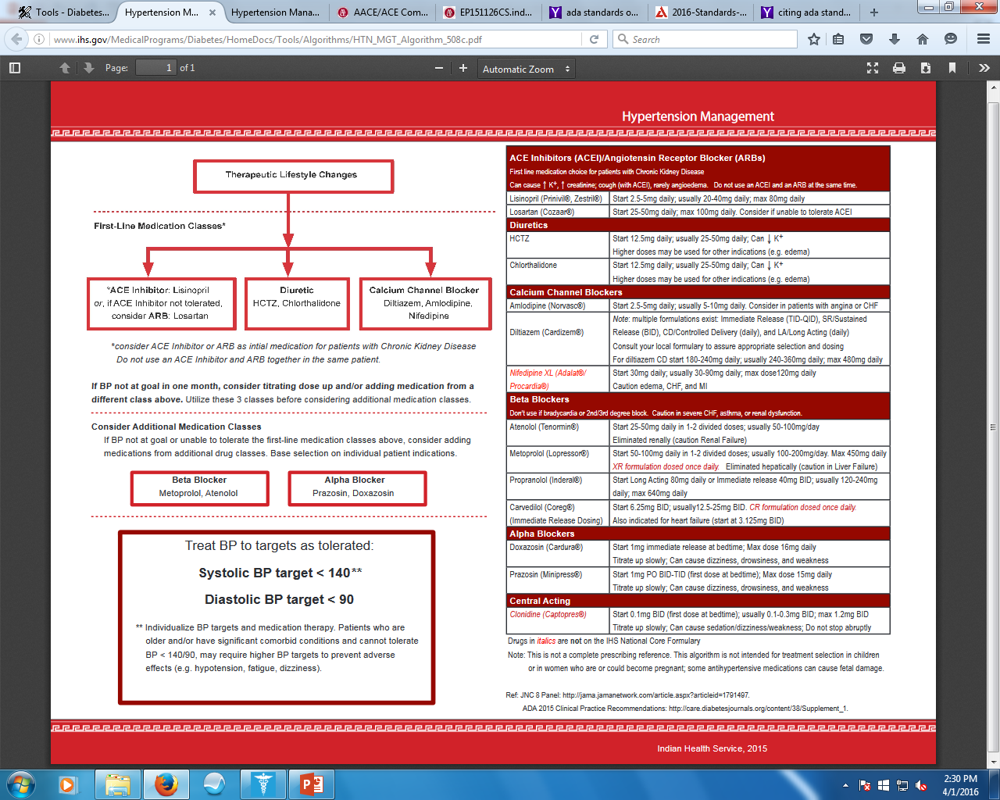 Tools - Diabetes...
Hypertension M...
Hypertension Mana...
AACE/ACE Com...
EP151126CS.ind...
ada standards o...
2016-Standards-...
citing ada stand...
www.ihs.gov/MedicalPrograms/Diabetes/HomeDocs/Tools/Algorithms/HTN_MGT_Algorithm_508c.pdf
Search
Page: 1 of 1
Automatic Zoom
Hypertension Management
Therapeutic Lifestyle Changes
First-Line Medication Classes*
*ACE Inhibitor: Lisinopril
or, if ACE Inhibitor not tolerated,
consider ARB: Losartan
Diuretic
HCTZ, Chlorthalidone
Calcium Channel Blocker
Diltiazem, Amlodipine,
Nifedipine
*consider ACE Inhibitor or ARB as intial medication for patients with Chronic Kidney Disease
Do not use an ACE Inhibitor and ARB together in the same patient.
If BP not at goal in one month, consider titrating dose up and/or adding medication from a
different class above. Utilize these 3 classes before considering additional medication classes.
Consider Additional Medication Classes
If BP not at goal or unable to tolerate the first-line medication classes above, consider adding
medications from additional drug classes. Base selection on individual patient indications.
Beta Blocker
Metoprolol, Atenolol
Alpha Blocker
Prazosin, Doxazosin
Treat BP to targets as tolerated:
Systolic BP target < 140**
Diastolic BP target < 90
** Individualize BP targets and medication therapy. Patients who are
older and/or have significant comorbid conditions and cannot tolerate
BP < 140/90, may require higher BP targets to prevent adverse
effects (e.g. hypotension, fatigue, dizziness).
ACE Inhibitors (ACEI)/Angiotensin Receptor Blocker (ARBs)
First line medication choice for patients with Chronic Kidney Disease
Can cause ↑ K+, ↑ creatinine; cough (with ACEI), rarely angioedema. Do not use an ACEI and an ARB at the same time.
Lisinopril (Prinivil®, Zestril®) Start 2.5-5mg daily; usually 20-40mg daily; max 80mg daily
Losartan (Cozaar®) Start 25-50mg daily; max 100mg daily. Consider if unable to tolerate ACEI
Diuretics
HCTZ Start 12.5mg daily; usually 25-50mg daily; Can ↓ K+
Higher doses may be used for other indications (e.g. edema)
Chlorthalidone Start 12.5mg daily; usually 25-50mg daily; Can ↓ K+
Higher doses may be used for other indications (e.g. edema)
Calcium Channel Blockers
Amlodipine (Norvasc®) Start 2.5-5mg daily; usually 5-10mg daily. Consider in patients with angina or CHF
Note: multiple formulations exist: Immediate Release (TID-QID), SR/Sustained
Diltiazem (Cardizem®) Release (BID), CD/Controlled Delivery (daily), and LA/Long Acting (daily)
Consult your local formulary to assure appropriate selection and dosing
For diltiazem CD start 180-240mg daily; usually 240-360mg daily; max 480mg daily
Nifedipine XL (Adalat®/ Start 30mg daily; usually 30-90mg daily; max dose120mg daily
Procardia®) Caution edema, CHF, and MI
Beta Blockers
Don't use if bradycardia or 2nd/3rd degree block. Caution in severe CHF, asthma, or renal dysfunction.
Atenolol (Tenormin®) Start 25-50mg daily in 1-2 divided doses; usually 50-100mg/day
Eliminated renally (caution Renal Failure)
Metoprolol (Lopressor®) Start 50-100mg daily in 1-2 divided doses; usually 100-200mg/day. Max 450mg daily
XR formulation dosed once daily. Eliminated hepatically (caution in Liver Failure)
Propranolol (Inderal®) Start Long Acting 80mg daily or Immediate release 40mg BID; usually 120-240mg
daily; max 640mg daily
Carvedilol (Coreg®) Start 6.25mg BID; usually12.5-25mg BID. CR formulation dosed once daily.
(Immediate Release Dosing) Also indicated for heart failure (start at 3.125mg BID)
Alpha Blockers
Doxazosin (Cardura®) Start 1mg immediate release at bedtime; Max dose 16mg daily
Titrate up slowly; Can cause dizziness, drowsiness, and weakness
Prazosin (Minipress®) Start 1mg PO BID-TID (first dose at bedtime); Max dose 15mg daily
Titrate up slowly; Can cause dizziness, drowsiness, and weakness
Central Acting
Clonidine (Captopres®) Start 0.1mg BID (first dose at bedtime); usually 0.1-0.3mg BID; max 1.2mg BID
Titrate up slowly; Can cause sedation/dizziness/weakness; Do not stop abruptly
Drugs in italics are not on the IHS National Core Formulary
Note: This is not a complete prescribing reference. This algorithm is not intended for treatment selection in children
or in women who are or could become pregnant; some antihypertensive medications can cause fetal damage.
Ref: JNC 8 Panel: http://jama.jamanetwork.com/article.aspx?articleid=1791497.
ADA 2015 Clinical Practice Recommendations: http://care.diabetesjournals.org/content/38/Supplement_1.
Indian Health Service, 2015
2:30 PM
4/1/2016